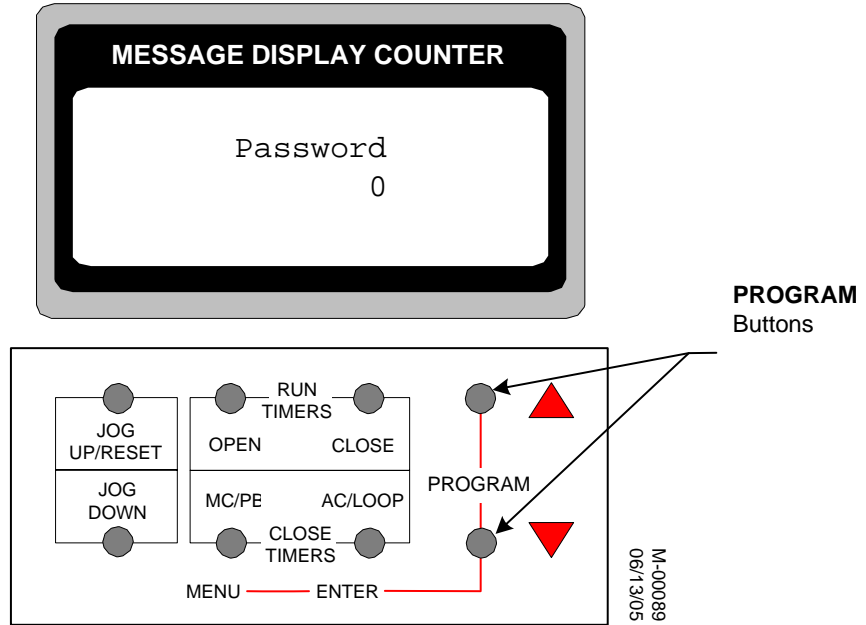 MESSAGE DISPLAY COUNTER
Password
0
PROGRAM
Buttons
RUN
TIMERS
JOG
UP/RESET
OPEN
CLOSE
JOG
DOWN
MC/PB
AC/LOOP
PROGRAM
CLOSE
TIMERS
MENU
ENTER
M-00089
06/13/05